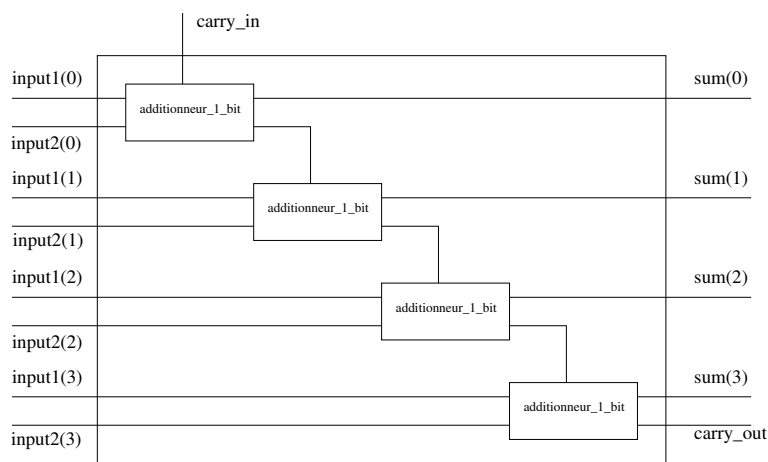 carry_in
input1(0)
sum(0)
additionneur_1_bit
input2(0)
input1(1)
sum(1)
additionneur_1_bit
input2(1)
input1(2)
sum(2)
additionneur_1_bit
input2(2)
input1(3)
sum(3)
additionneur_1_bit
carry_out
input2(3)